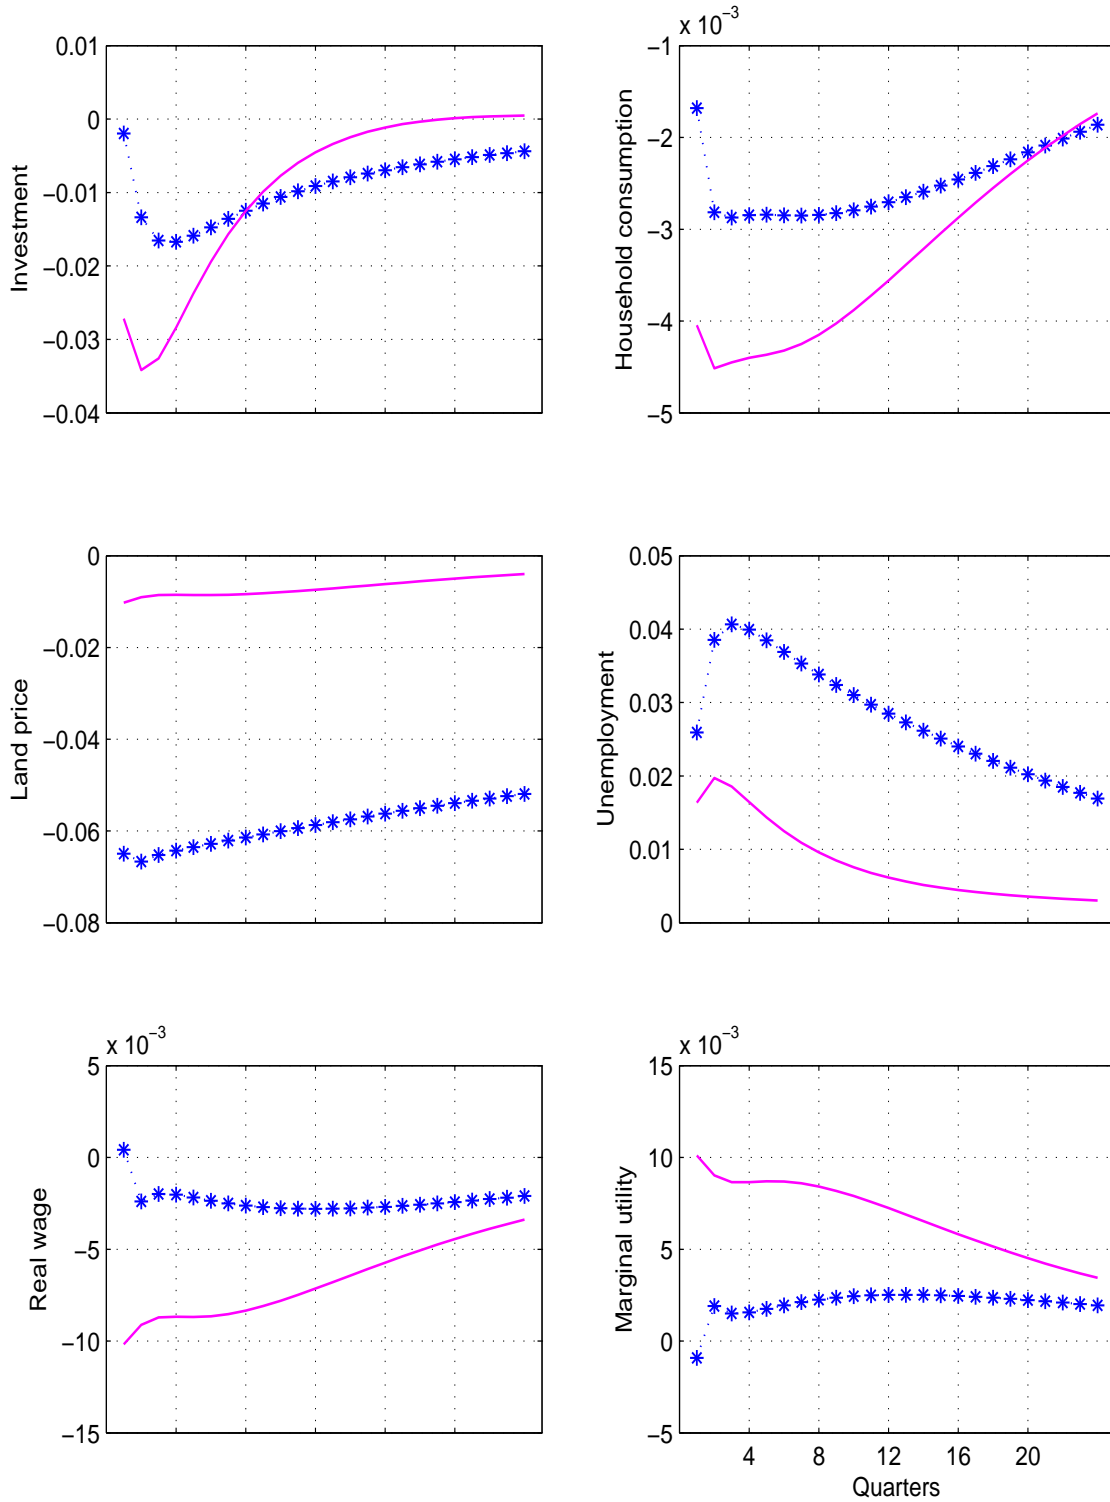 0.01
0
−0.01
−0.02
−0.03
−0.04
Investment
x 10−3
−1
−2
−3
−4
−5
Household consumption
0
−0.02
−0.04
−0.06
−0.08
Land price
0.05
0.04
0.03
0.02
0.01
0
Unemployment
x 10−3
5
0
−5
−10
−15
Real wage
x 10−3
15
10
5
0
−5
Marginal utility
4 8 12 16 20
Quarters